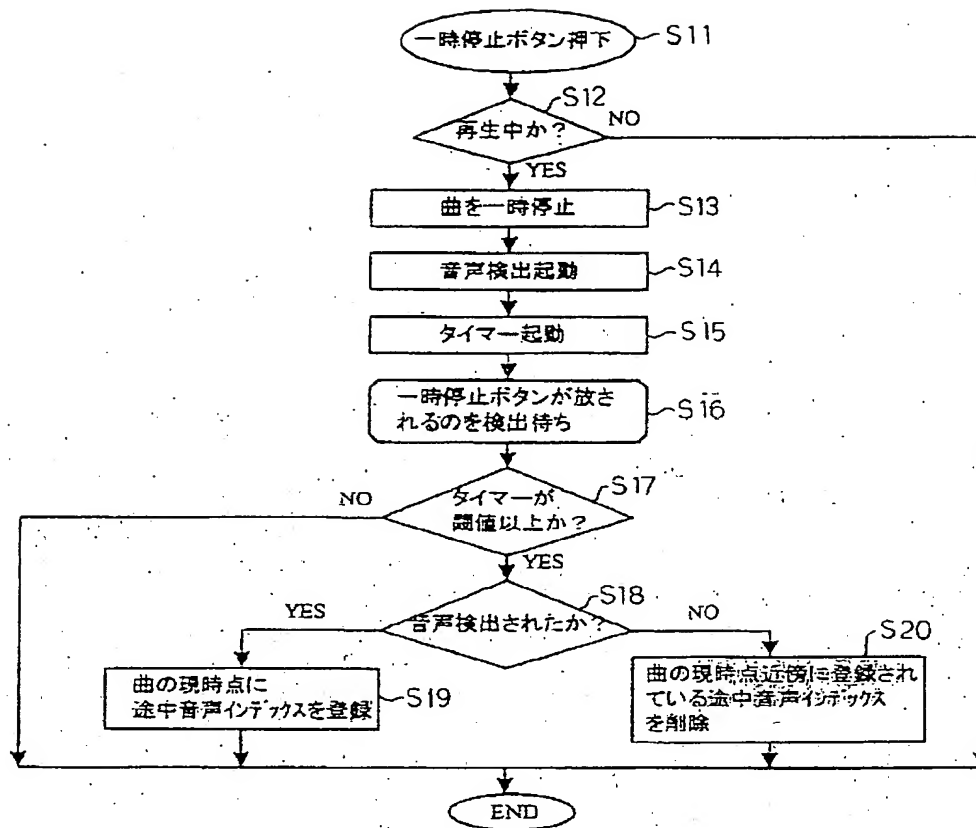 一時停止ボタン押下
S11
S12
再生中か?
NO
YES
曲を一時停止
S13
音声検出起動
S14
タイマー起動
S15
一時停止ボタンが放さ
れるのを検出待ち
S16
S17
NO
タイマーが
閾値以上か?
YES
S18
YES
音声検出されたか?
NO
S20
曲の現時点に
途中音声インデックスを登録
S19
曲の現時点近傍に登録され
ている途中音声インデックス
を削除
END